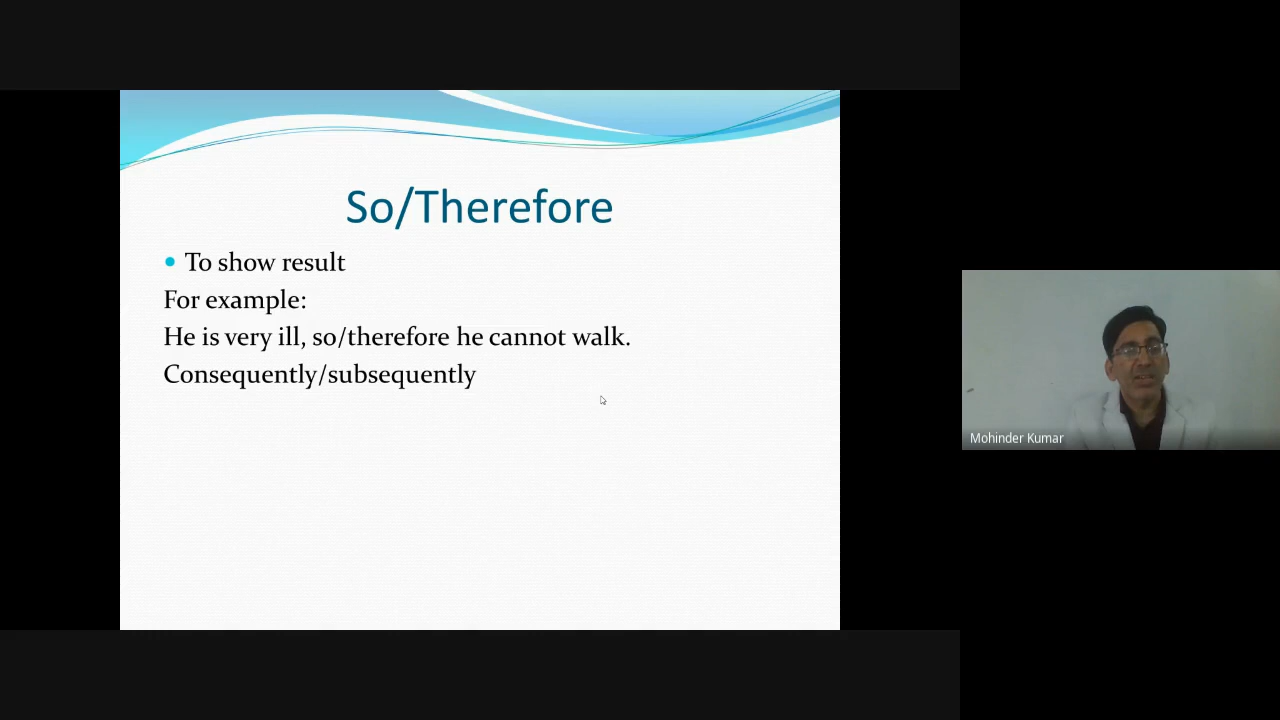 So/Therefore
To show result
For example:
He is very ill, so/therefore he cannot walk.
Consequently/subsequently
Mohinder Kumar